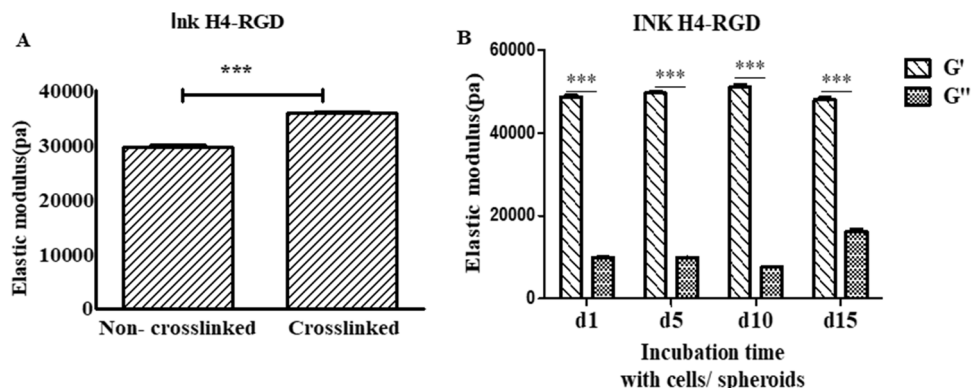 A
Ink H4-RGD
***
Elastic modulus(pa)
40000
30000
20000
10000
0
Non- crosslinked
Crosslinked
B
INK H4-RGD
Elastic modulus(pa)
60000
40000
20000
0
***
***
***
***
d1
d5
d10
d15
Incubation time
with cells/ spheroids
G'
G"